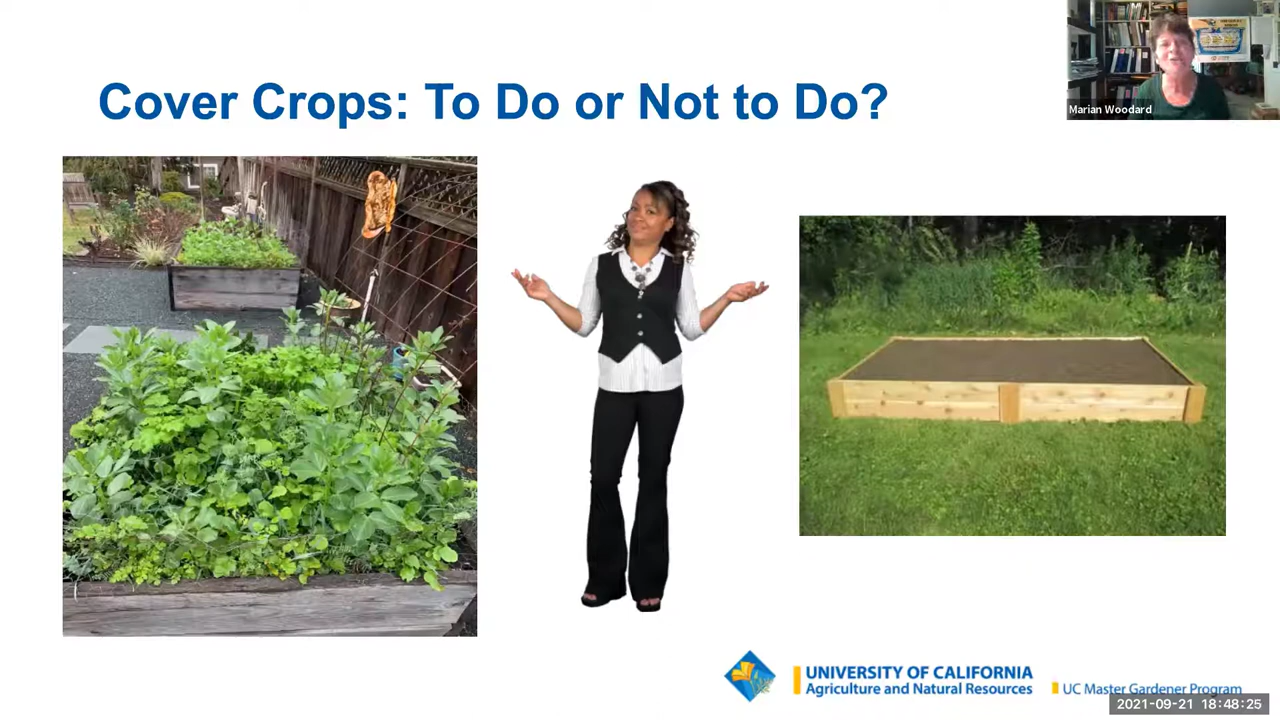 Cover Crops: To Do or Not to Do?
Marian Woodard
UNIVERSITY OF CALIFORNIA
Agriculture and Natural Resources
UC Master Gardener Program
2021-09-21 18:48:25